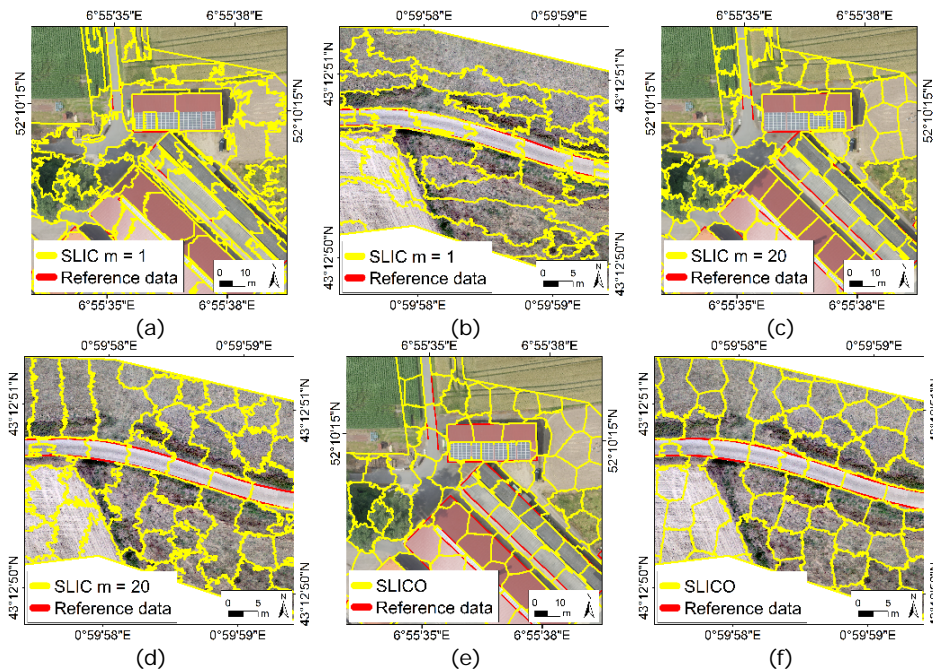 6°55'35"E 6°55'38"E 0°59'58"E 0°59'59"E 6°55'35"E 6°55'38"E
52°10'15"N 43°12'51"N 43°12'51"N 52°10'15"N 52°10'15"N
SLIC m = 1 SLIC m = 1 SLIC m = 20
Reference data Reference data Reference data
43°12'50"N 43°12'50"N
0 10 m N 0 5 m N 0 10 m N
6°55'35"E 6°55'38"E 0°59'58"E 0°59'59"E 6°55'35"E 6°55'38"E
(a) (b) (c)
0°59'58"E 0°59'59"E 6°55'35"E 6°55'38"E 0°59'58"E 0°59'59"E
43°12'51"N 52°10'15"N 52°10'15"N 43°12'51"N
SLIC m = 20 SLICO SLICO
Reference data Reference data Reference data
43°12'50"N 43°12'50"N
0 5 m N 0 10 m N 0 5 m N
0°59'58"E 0°59'59"E 6°55'35"E 6°55'38"E 0°59'58"E 0°59'59"E
(d) (e) (f)